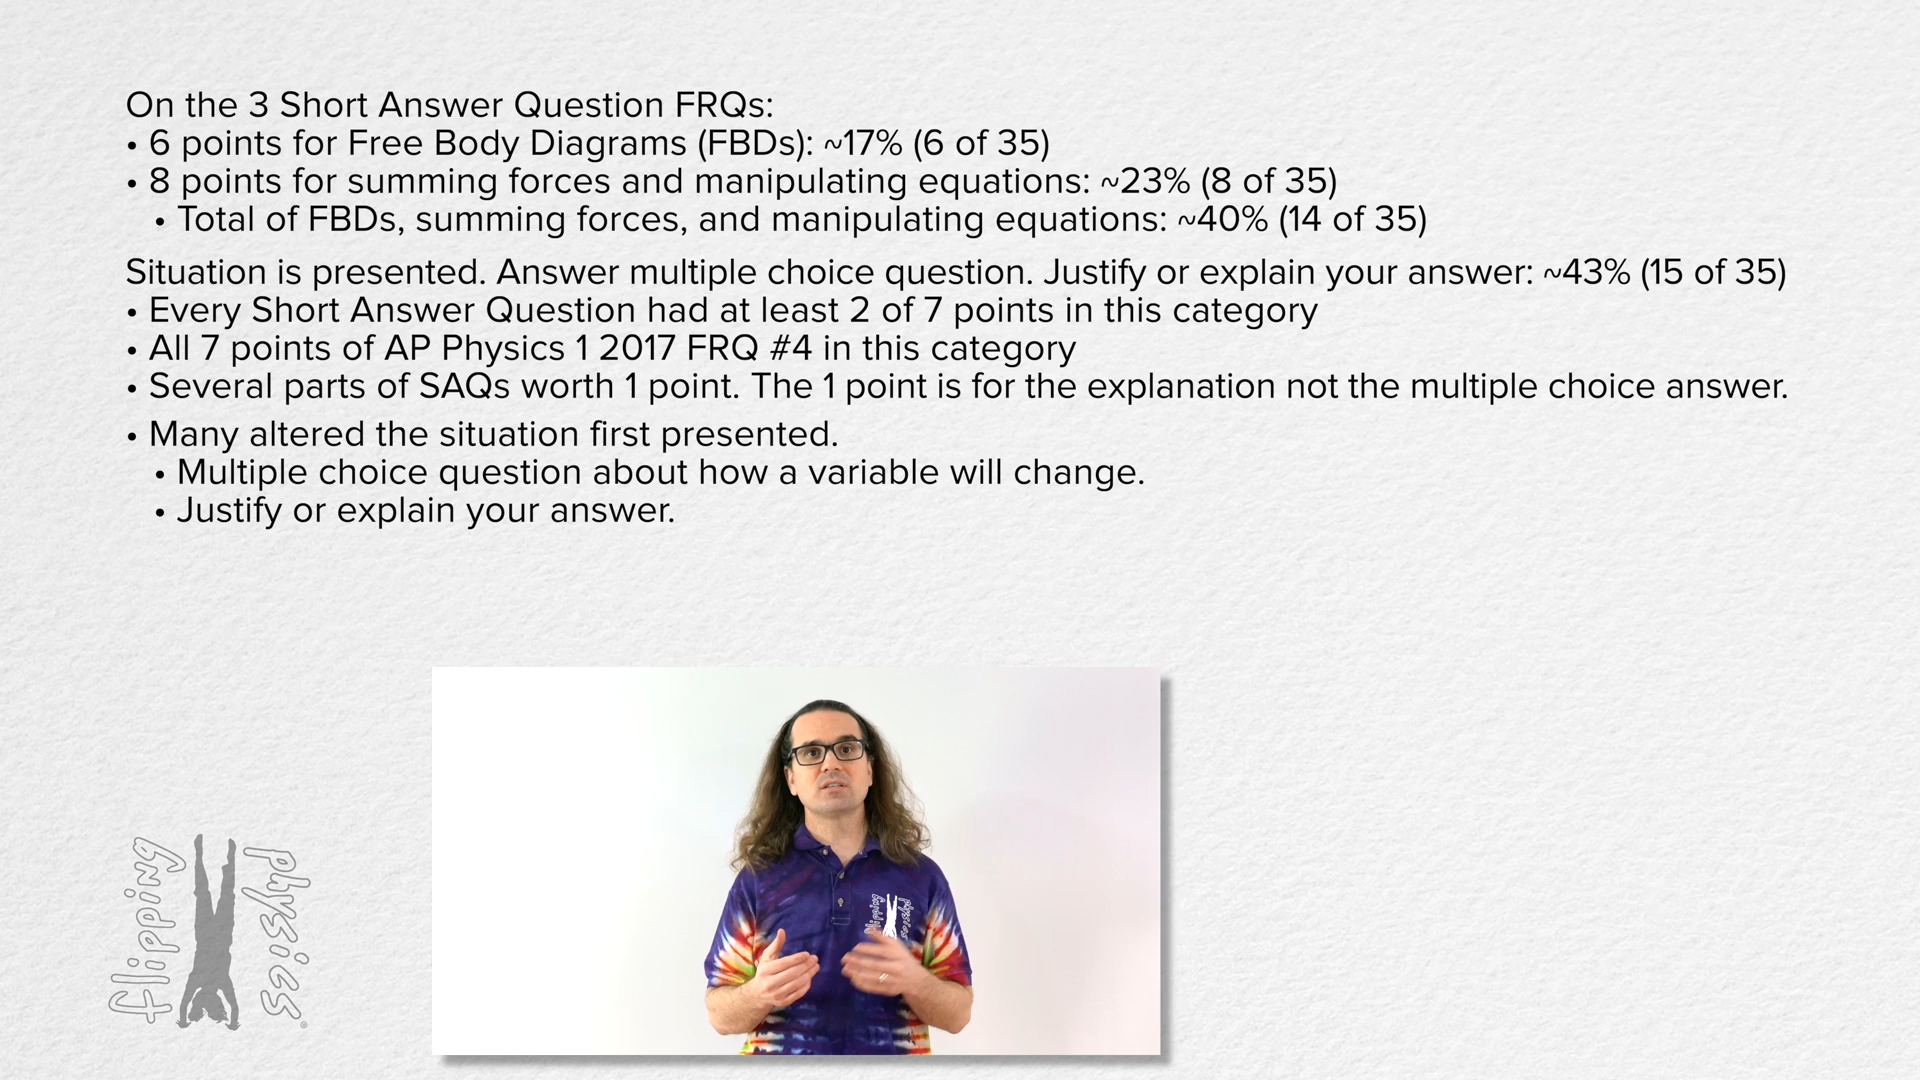 On the 3 Short Answer Question FRQs:
• 6 points for Free Body Diagrams (FBDs): ~17% (6 of 35)
• 8 points for summing forces and manipulating equations: ~23% (8 of 35)
• Total of FBDs, summing forces, and manipulating equations: ~40% (14 of 35)
Situation is presented. Answer multiple choice question. Justify or explain your answer: ~43% (15 of 35)
• Every Short Answer Question had at least 2 of 7 points in this category
• All 7 points of AP Physics 1 2017 FRQ #4 in this category
• Several parts of SAQs worth 1 point. The 1 point is for the explanation not the multiple choice answer.
• Many altered the situation first presented.
• Multiple choice question about how a variable will change.
• Justify or explain your answer.
flipping
physics
®
flipping
physics